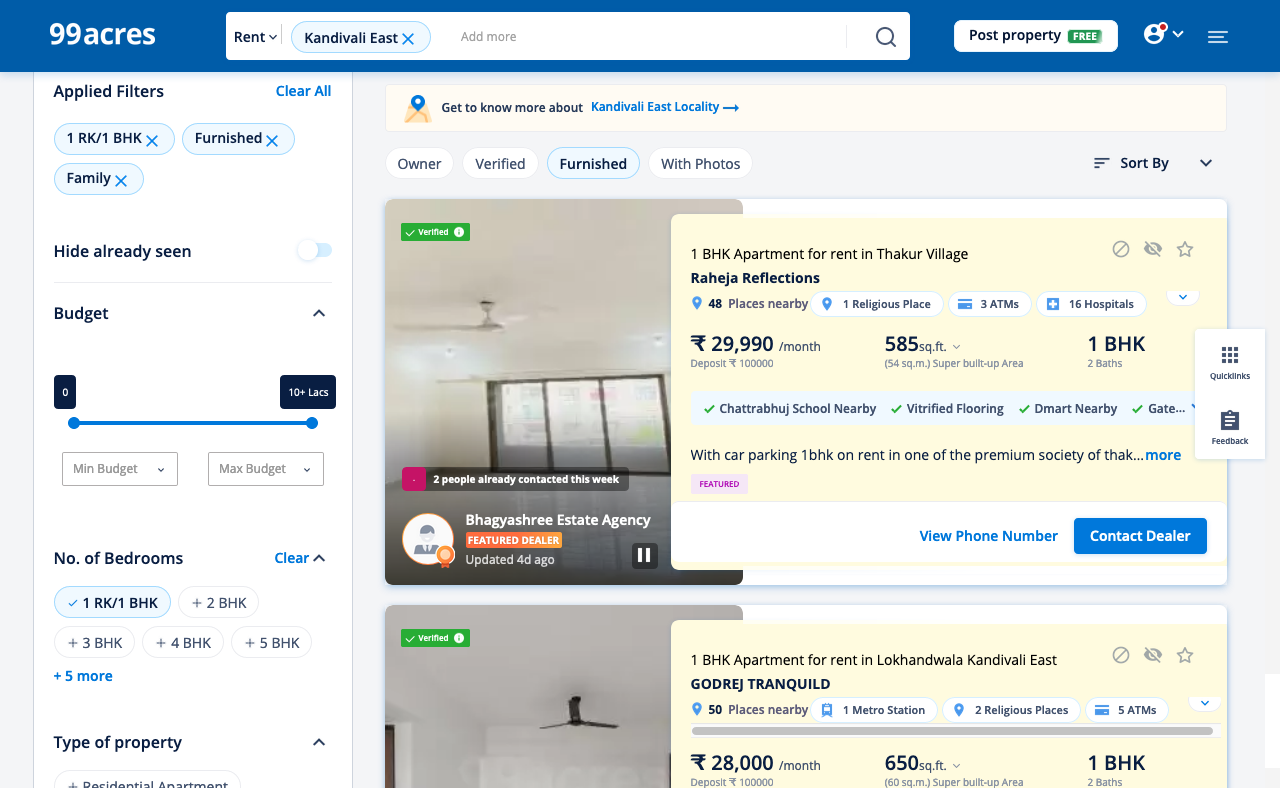 99acres
Rent
Kandivali East
Add more
Post property FREE
Applied Filters
Clear All
1 RK/1 BHK
Furnished
Family
Hide already seen
Budget
0
10+ Lacs
Min Budget
Max Budget
No. of Bedrooms
Clear
1 RK/1 BHK
+ 2 BHK
+ 3 BHK
+ 4 BHK
+ 5 BHK
+ 5 more
Type of property
+ Residential Apartment
Get to know more about Kandivali East Locality
Owner
Verified
Furnished
With Photos
Sort By
Verified
2 people already contacted this week
Bhagyashree Estate Agency
FEATURED DEALER
Updated 4d ago
1 BHK Apartment for rent in Thakur Village
Raheja Reflections
48 Places nearby
1 Religious Place
3 ATMs
16 Hospitals
₹ 29,990 /month
Deposit ₹ 100000
585 sq.ft.
(54 sq.m.) Super built-up Area
1 BHK
2 Baths
Chattrabhuj School Nearby
Vitrified Flooring
Dmart Nearby
Gate...
With car parking 1bhk on rent in one of the premium society of thak...more
FEATURED
View Phone Number
Contact Dealer
Quicklinks
Feedback
Verified
1 BHK Apartment for rent in Lokhandwala Kandivali East
GODREJ TRANQUILD
50 Places nearby
1 Metro Station
2 Religious Places
5 ATMs
₹ 28,000 /month
Deposit ₹ 100000
650 sq.ft.
(60 sq.m.) Super built-up Area
1 BHK
2 Baths